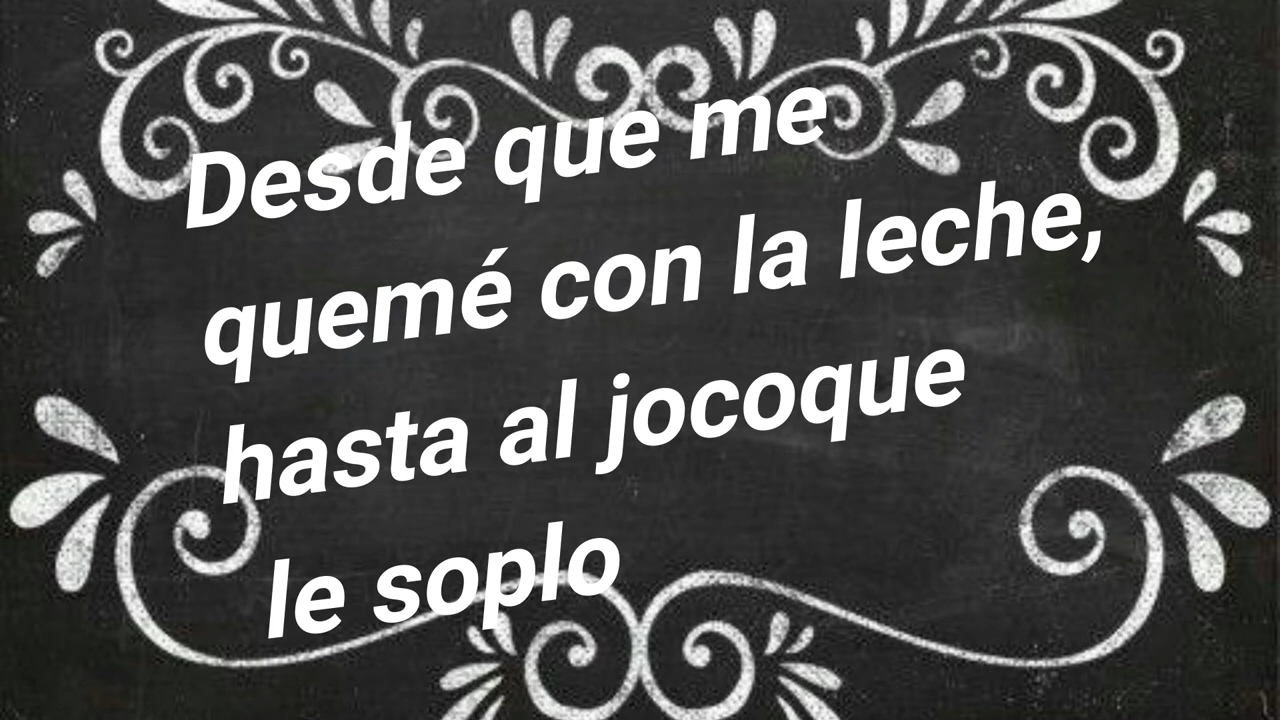 Desde que me
quemé con la leche,
hasta al jocoque
le soplo